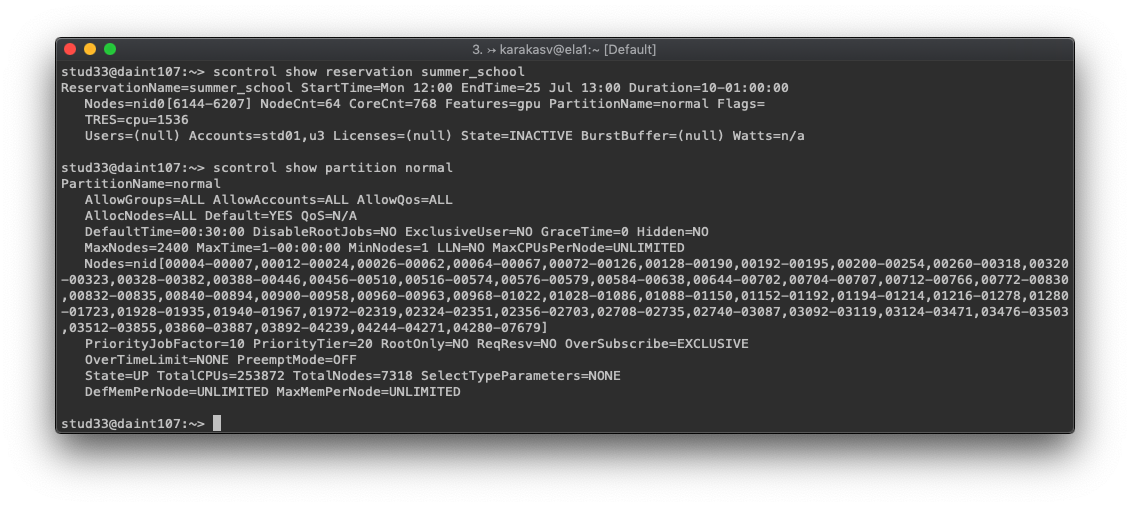 3. ↣ karakasv@ela1:~ [Default]
stud33@daint107:~> scontrol show reservation summer_school
ReservationName=summer_school StartTime=Mon 12:00 EndTime=25 Jul 13:00 Duration=10-01:00:00
   Nodes=nid0[6144-6207] NodeCnt=64 CoreCnt=768 Features=gpu PartitionName=normal Flags=
   TRES=cpu=1536
   Users=(null) Accounts=std01,u3 Licenses=(null) State=INACTIVE BurstBuffer=(null) Watts=n/a
stud33@daint107:~> scontrol show partition normal
PartitionName=normal
   AllowGroups=ALL AllowAccounts=ALL AllowQos=ALL
   AllocNodes=ALL Default=YES QoS=N/A
   DefaultTime=00:30:00 DisableRootJobs=NO ExclusiveUser=NO GraceTime=0 Hidden=NO
   MaxNodes=2400 MaxTime=1-00:00:00 MinNodes=1 LLN=NO MaxCPUsPerNode=UNLIMITED
   Nodes=nid[00004-00007,00012-00024,00026-00062,00064-00067,00072-00126,00128-00190,00192-00195,00200-00254,00260-00318,00320
-00323,00328-00382,00388-00446,00456-00510,00516-00574,00576-00579,00584-00638,00644-00702,00704-00707,00712-00766,00772-00830
,00832-00835,00840-00894,00900-00958,00960-00963,00968-01022,01028-01086,01088-01150,01152-01192,01194-01214,01216-01278,01280
-01723,01928-01935,01940-01967,01972-02319,02324-02351,02356-02703,02708-02735,02740-03087,03092-03119,03124-03471,03476-03503
,03512-03855,03860-03887,03892-04239,04244-04271,04280-07679]
   PriorityJobFactor=10 PriorityTier=20 RootOnly=NO ReqResv=NO OverSubscribe=EXCLUSIVE
   OverTimeLimit=NONE PreemptMode=OFF
   State=UP TotalCPUs=253872 TotalNodes=7318 SelectTypeParameters=NONE
   DefMemPerNode=UNLIMITED MaxMemPerNode=UNLIMITED
stud33@daint107:~>